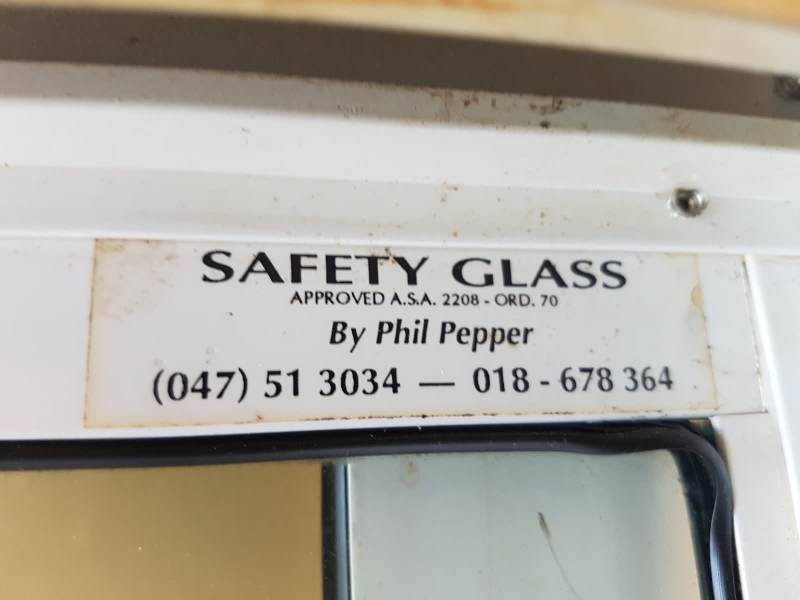 SAFETY GLASS
APPROVED A.S.A. 2208 - ORD. 70
By Phil Pepper
(047) 51 3034 — 018 - 678 364